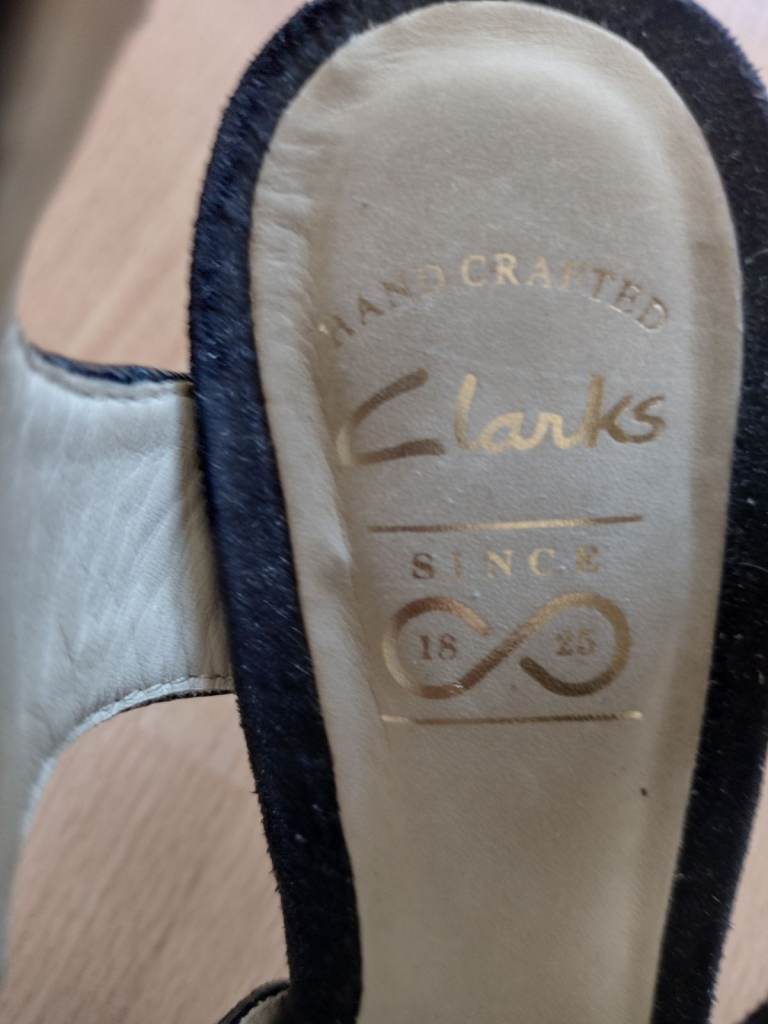 HAND CRAFTED
Clarks
SINCE
18 25